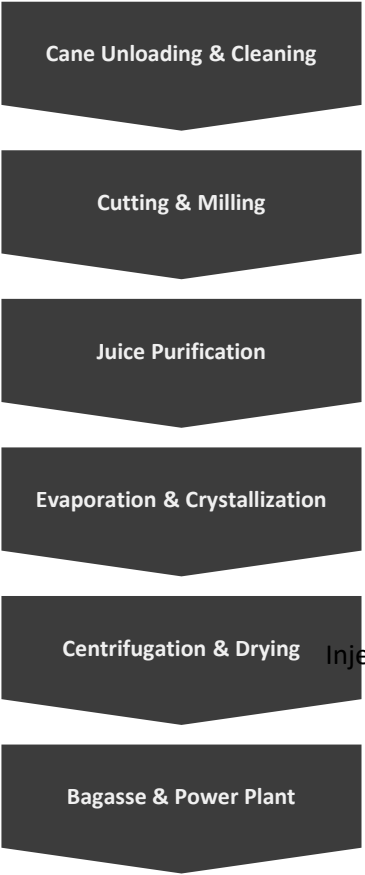 Cane Unloading & Cleaning
Cutting & Milling
Juice Purification
Evaporation & Crystallization
Centrifugation & Drying
Bagasse & Power Plant